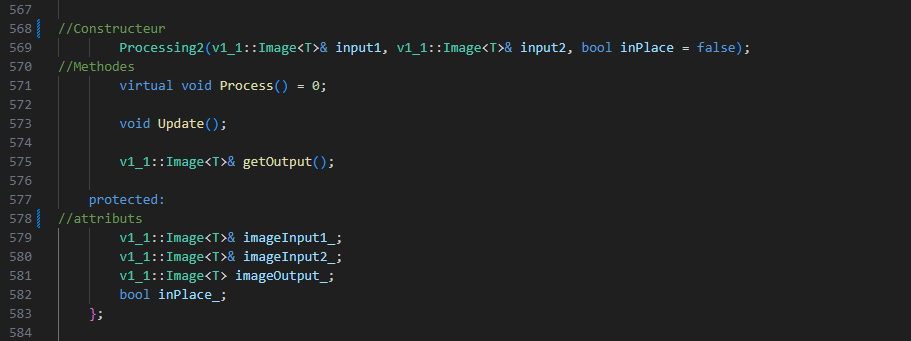 567
568 //Constructeur
569 Processing2(v1_1::Image<T>& input1, v1_1::Image<T>& input2, bool inPlace = false);
570 //Methodes
571 virtual void Process() = 0;
572
573 void Update();
574
575 v1_1::Image<T>& getOutput();
576
577 protected:
578 //attributs
579 v1_1::Image<T>& imageInput1_;
580 v1_1::Image<T>& imageInput2_;
581 v1_1::Image<T> imageOutput_;
582 bool inPlace_;
583 };
584